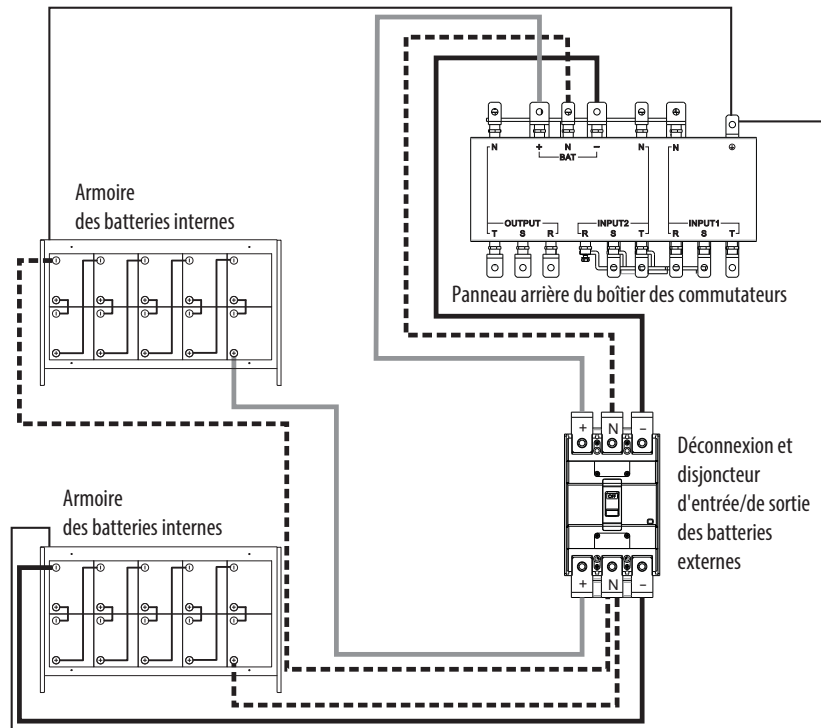 N + N – N N ⏚
BAT
OUTPUT INPUT2 INPUT1
T S R R S T R S T
Panneau arrière du boîtier des commutateurs
Armoire
des batteries internes
+ N –
OFF
Déconnexion et
disjoncteur
d'entrée/de sortie
des batteries
externes
+ N –
Armoire
des batteries internes